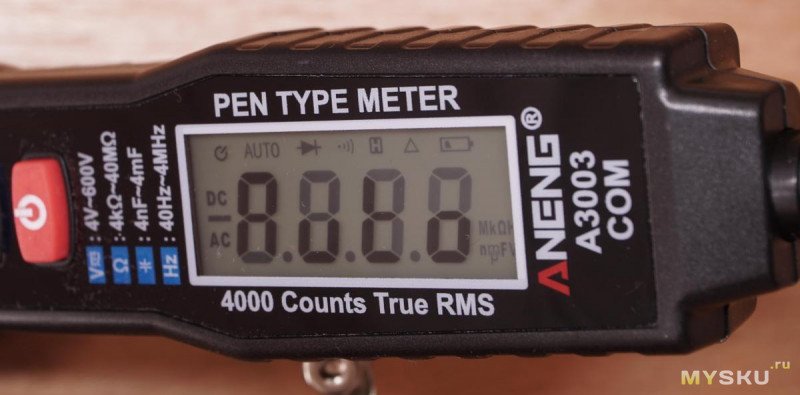 PEN TYPE METER
AUTO H
DC
AC
8.8.8.8
MkΩH
nmμFV
4000 Counts True RMS
V : 4V~600V
Ω : 4kΩ~40MΩ
: 4nF~4mF
Hz : 40Hz~4MHz
ANENG®
A3003
COM
MYSKU.ru